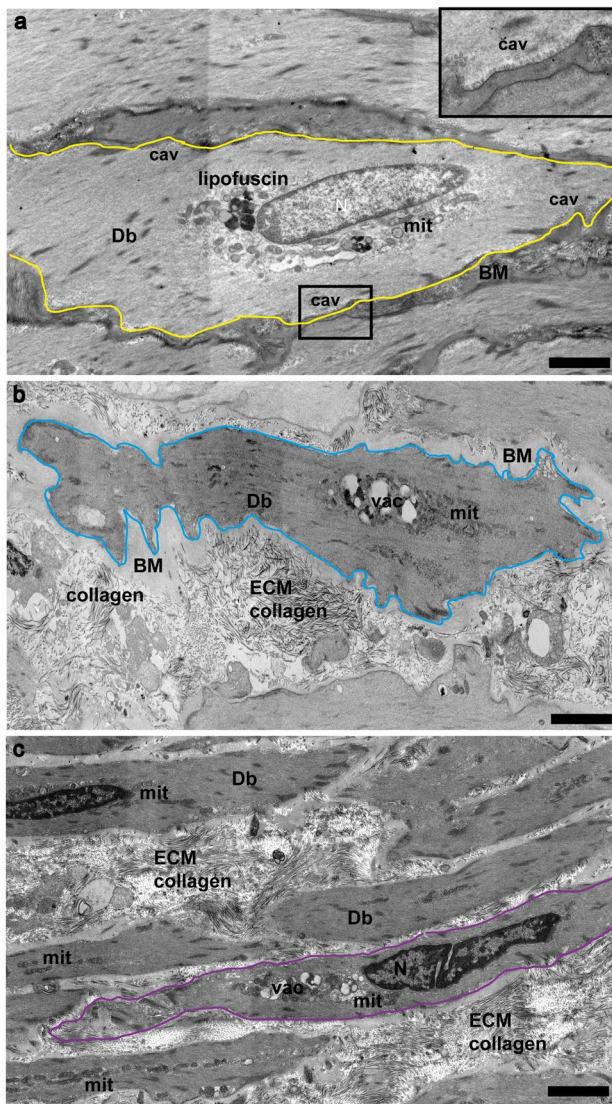 a
cav
cav
lipofuscin
cav
N
Db
mit
BM
cav
b
BM
vac
Db
mit
BM
collagen
ECM
collagen
c
Db
mit
ECM
collagen
Db
mit
N
vac
mit
ECM
collagen
mit